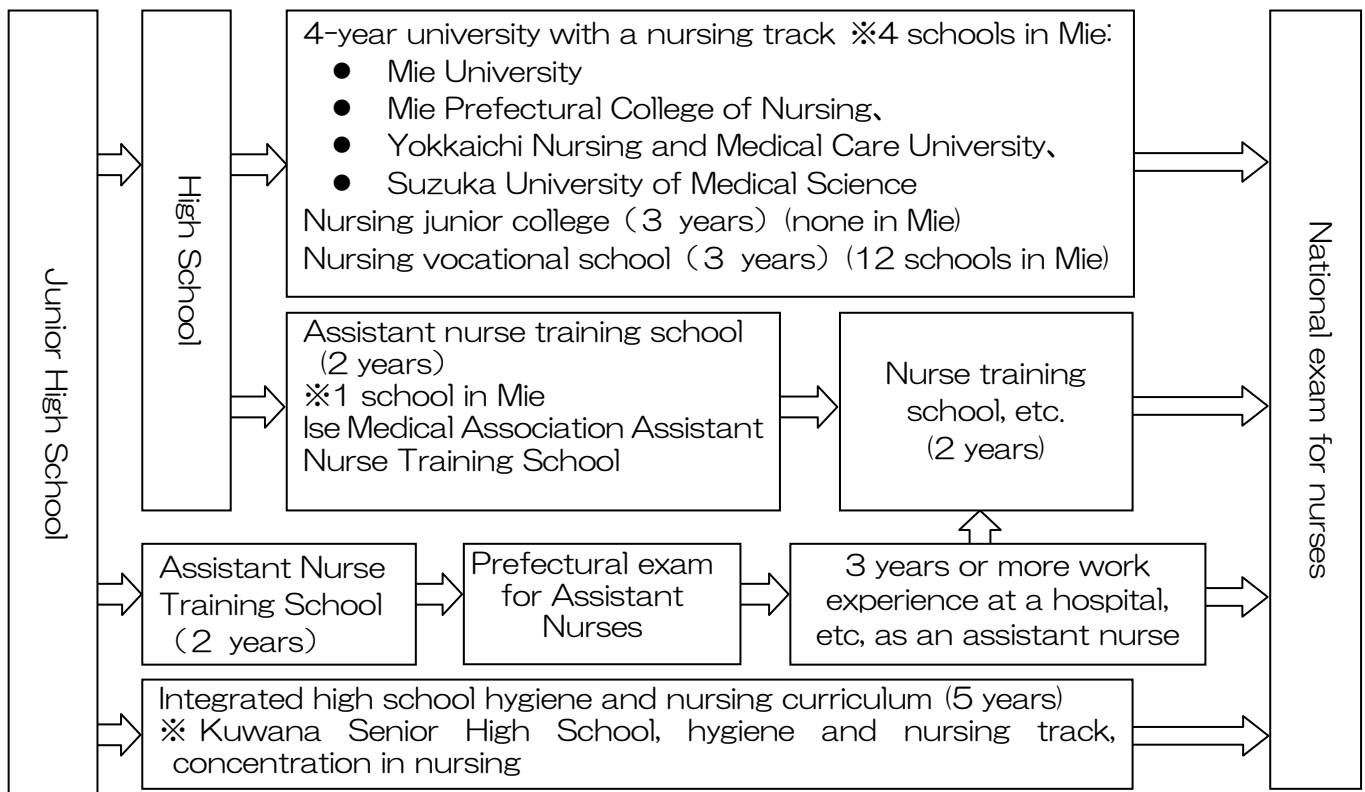 Junior High School
High School
4-year university with a nursing track ※4 schools in Mie:
● Mie University
● Mie Prefectural College of Nursing、
● Yokkaichi Nursing and Medical Care University、
● Suzuka University of Medical Science
Nursing junior college（3 years）(none in Mie)
Nursing vocational school（3 years）(12 schools in Mie)
Assistant nurse training school
(2 years)
※1 school in Mie
Ise Medical Association Assistant
Nurse Training School
Nurse training
school, etc.
(2 years)
Assistant Nurse
Training School
（2 years）
Prefectural exam
for Assistant
Nurses
3 years or more work
experience at a hospital,
etc, as an assistant nurse
Integrated high school hygiene and nursing curriculum (5 years)
※ Kuwana Senior High School, hygiene and nursing track,
concentration in nursing
National exam for nurses